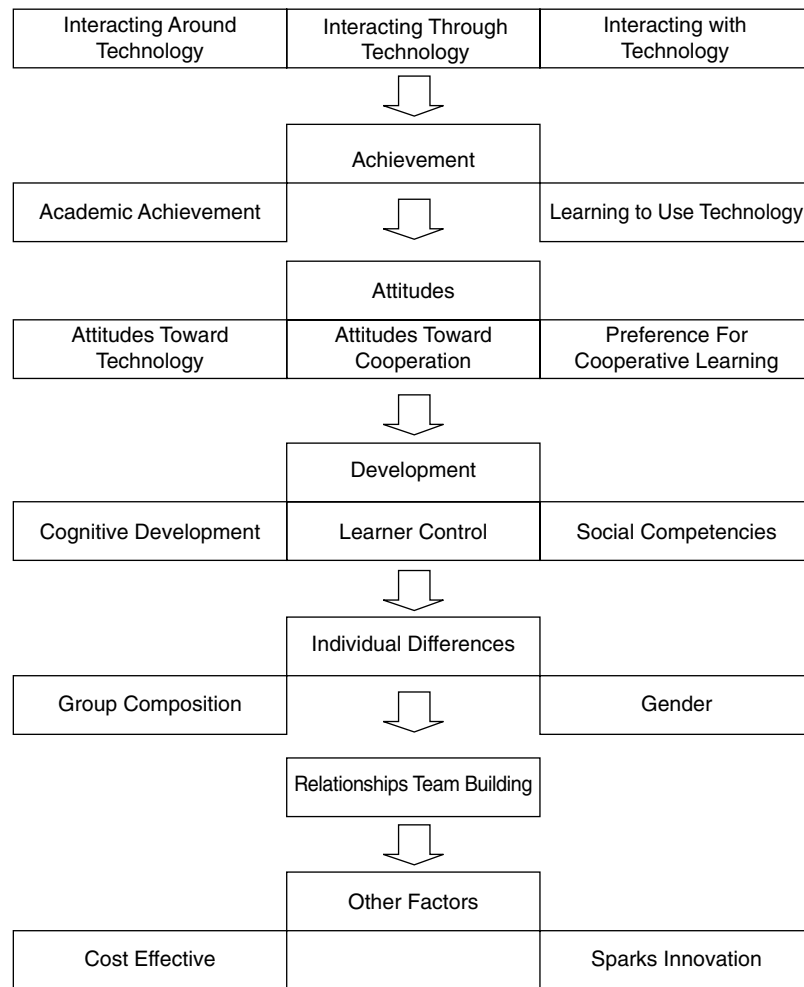 Interacting Around
Technology
Interacting Through
Technology
Interacting with
Technology
Achievement
Academic Achievement
Learning to Use Technology
Attitudes
Attitudes Toward
Technology
Attitudes Toward
Cooperation
Preference For
Cooperative Learning
Development
Cognitive Development
Learner Control
Social Competencies
Individual Differences
Group Composition
Gender
Relationships Team Building
Other Factors
Cost Effective
Sparks Innovation